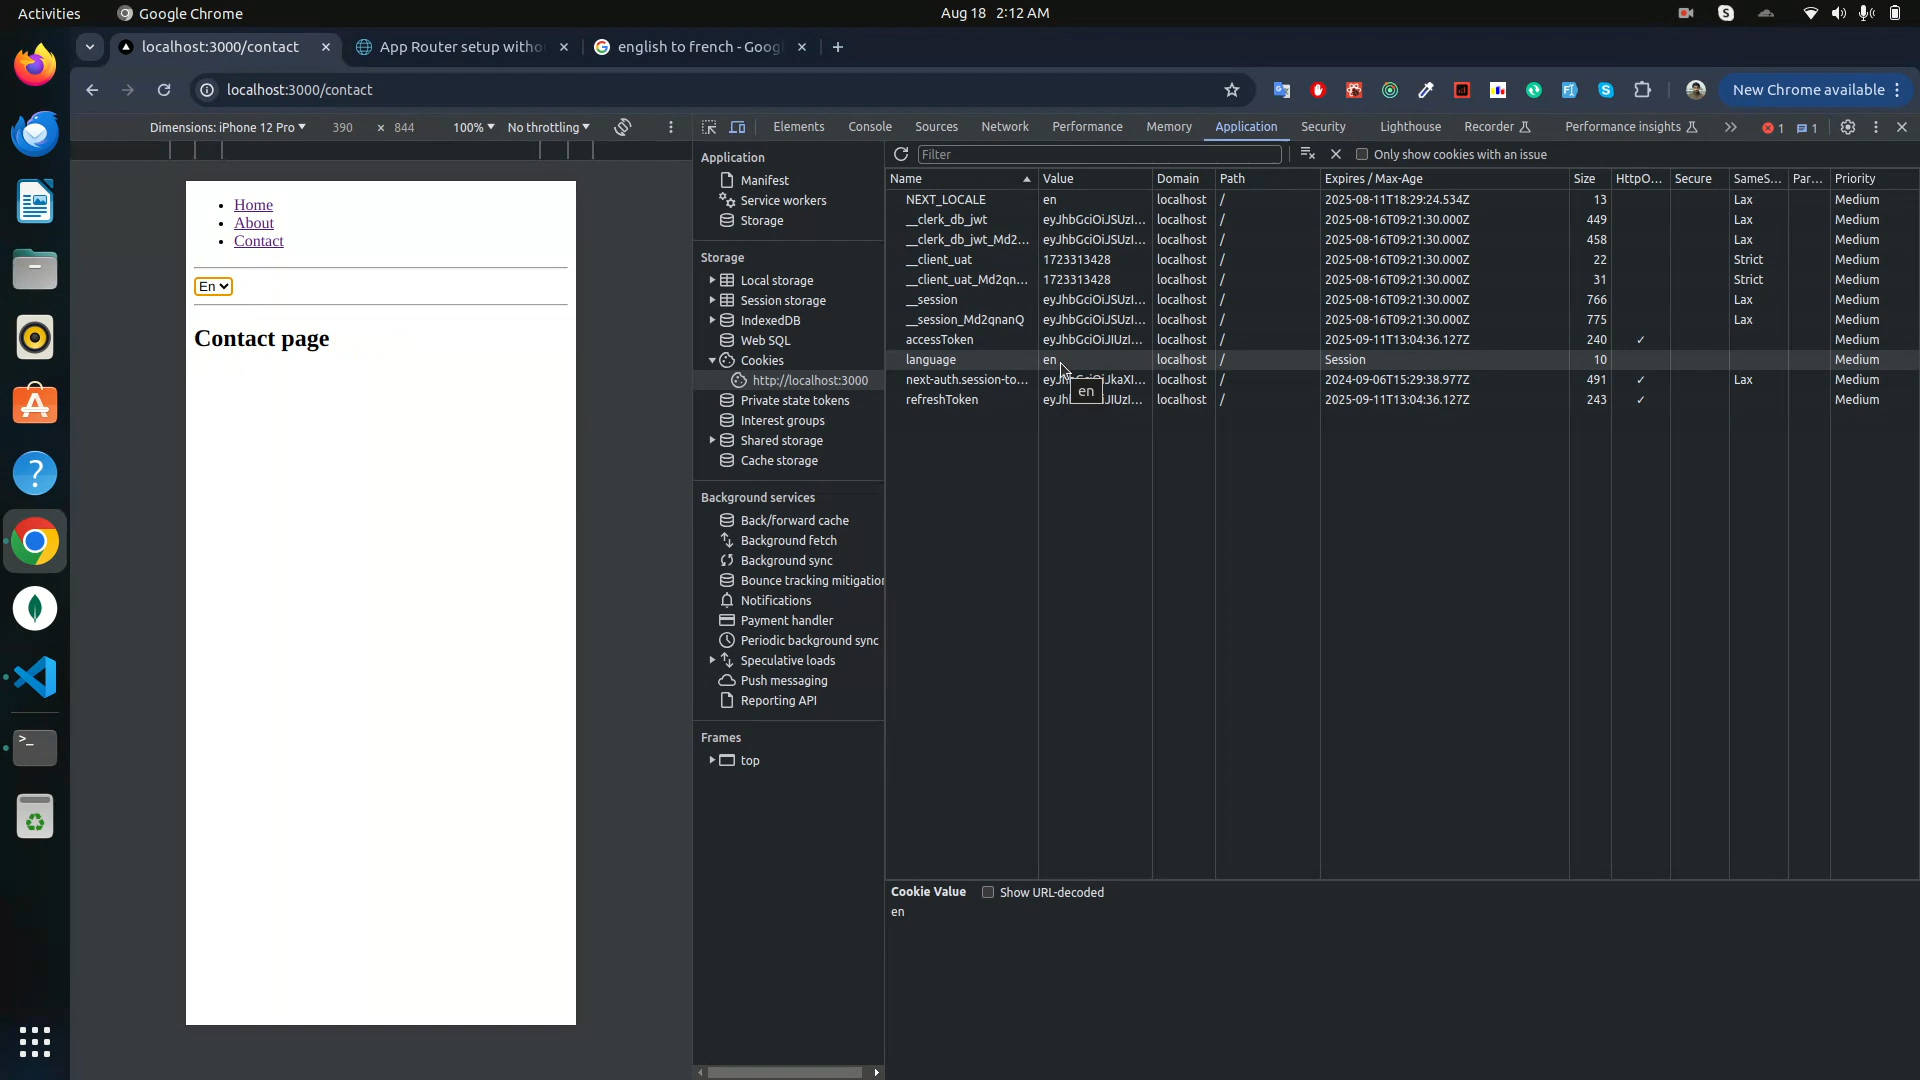 Activities Google Chrome Aug 18 2:12 AM
localhost:3000/contact App Router setup witho english to french - Goog
localhost:3000/contact New Chrome available
Dimensions: iPhone 12 Pro 390 × 844 100% No throttling
Elements Console Sources Network Performance Memory Application Security Lighthouse Recorder Performance insights 1 1
Home
About
Contact
En
Contact page
Application
Manifest
Service workers
Storage
Storage
Local storage
Session storage
IndexedDB
Web SQL
Cookies
http://localhost:3000
Private state tokens
Interest groups
Shared storage
Cache storage
Background services
Back/forward cache
Background fetch
Background sync
Bounce tracking mitigation
Notifications
Payment handler
Periodic background sync
Speculative loads
Push messaging
Reporting API
Frames
top
Filter Only show cookies with an issue
Name Value Domain Path Expires / Max-Age Size HttpO... Secure SameS... Par... Priority
NEXT_LOCALE en localhost / 2025-08-11T18:29:24.534Z 13 Lax Medium
__clerk_db_jwt eyJhbGciOiJSUzI... localhost / 2025-08-16T09:21:30.000Z 449 Lax Medium
__clerk_db_jwt_Md2... eyJhbGciOiJSUzI... localhost / 2025-08-16T09:21:30.000Z 458 Lax Medium
__client_uat 1723313428 localhost / 2025-08-16T09:21:30.000Z 22 Strict Medium
__client_uat_Md2qn... 1723313428 localhost / 2025-08-16T09:21:30.000Z 31 Strict Medium
__session eyJhbGciOiJSUzI... localhost / 2025-08-16T09:21:30.000Z 766 Lax Medium
__session_Md2qnanQ eyJhbGciOiJSUzI... localhost / 2025-08-16T09:21:30.000Z 775 Lax Medium
accessToken eyJhbGciOiJIUzI... localhost / 2025-09-11T13:04:36.127Z 240 ✓ Medium
language en localhost / Session 10 Medium
next-auth.session-to... localhost / 2024-09-06T15:29:38.977Z 491 ✓ Lax Medium
en
refreshToken localhost / 2025-09-11T13:04:36.127Z 243 ✓ Medium
Cookie Value Show URL-decoded
en